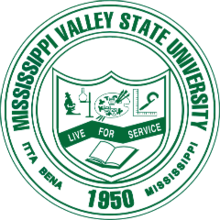 MISSISSIPPI VALLEY STATE UNIVERSITY
LIVE FOR SERVICE
ITTA BENA
1950
MISSISSIPPI